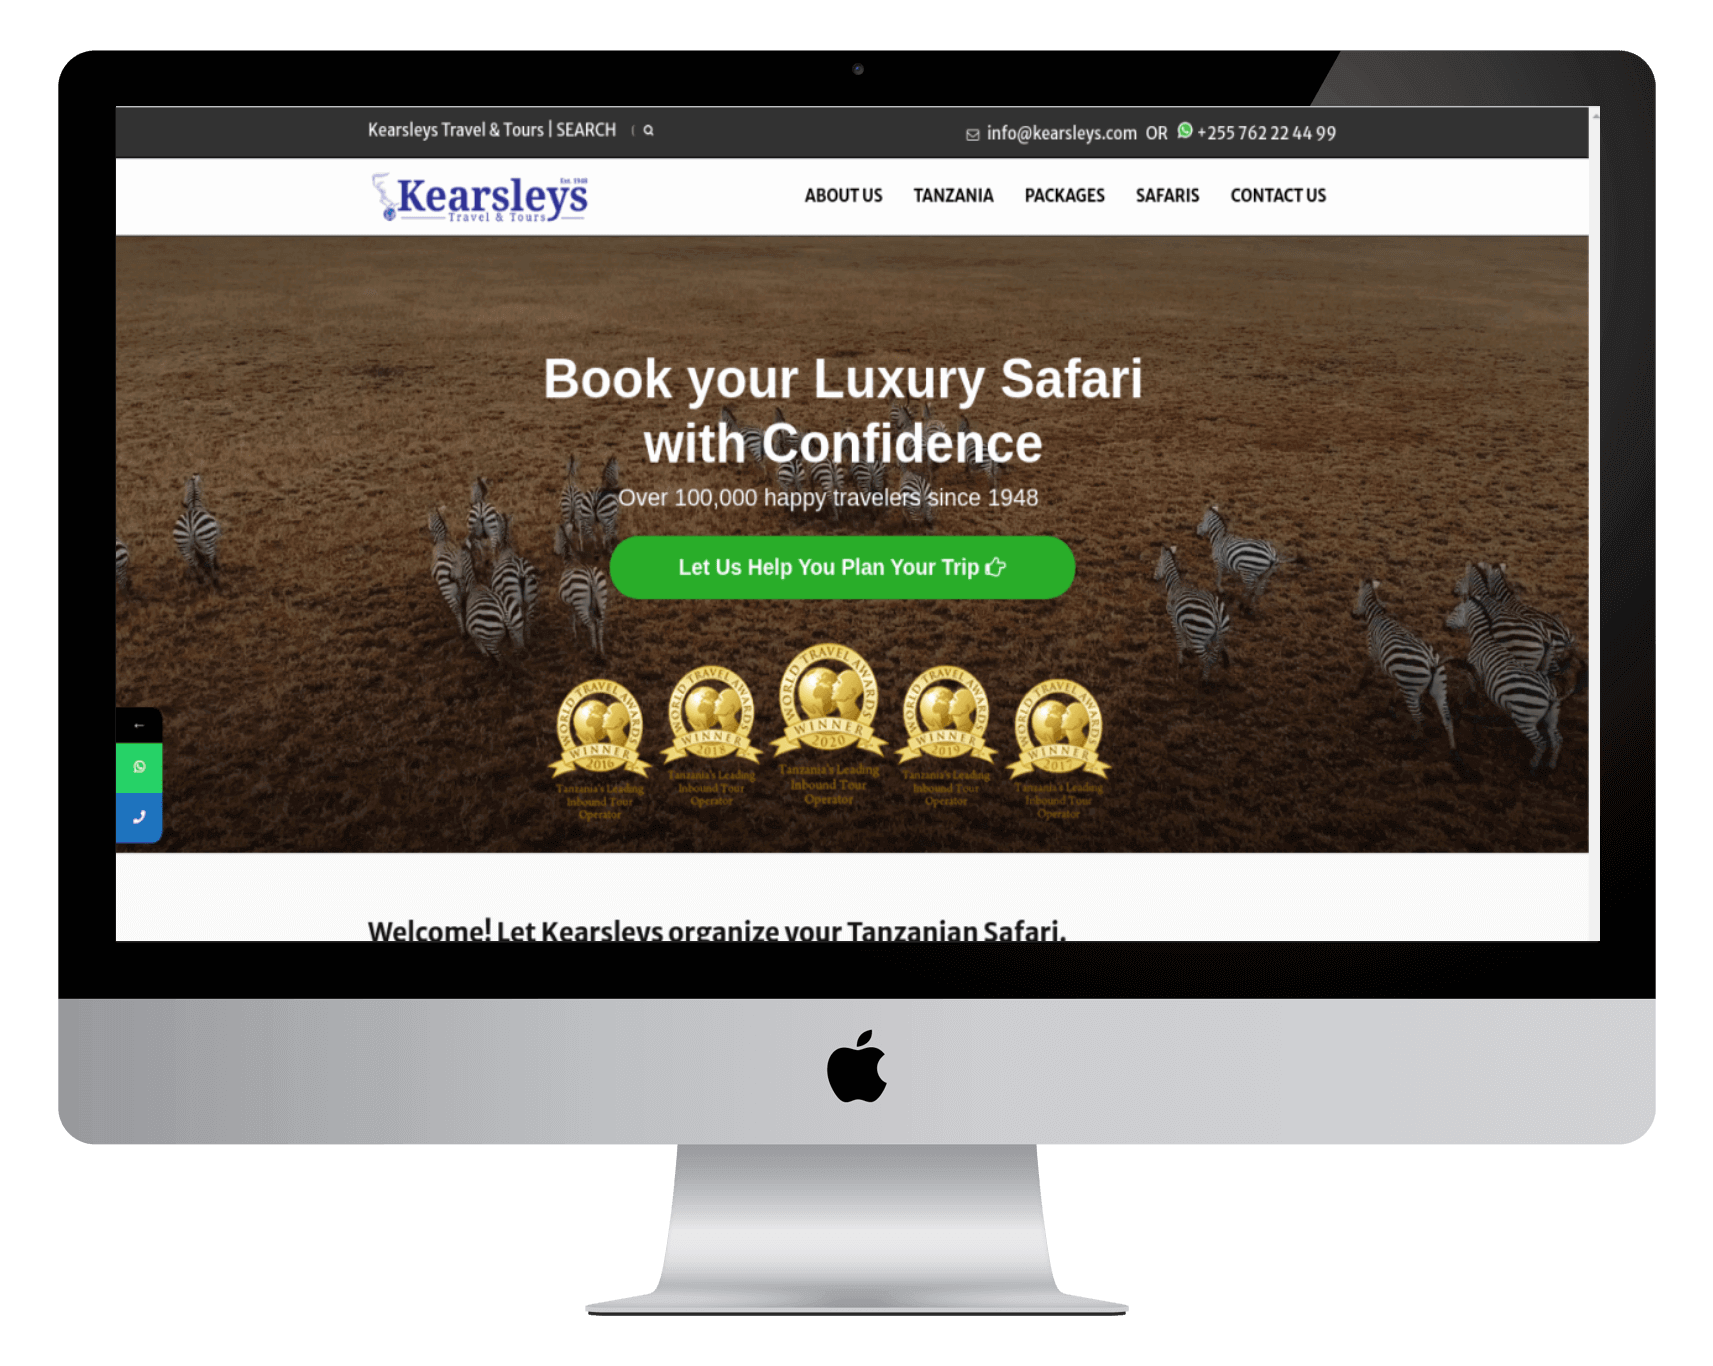 Kearsleys Travel & Tours | SEARCH
info@kearsleys.com OR +255 762 22 44 99
Est. 1948
Kearsleys
Travel & Tours
ABOUT US TANZANIA PACKAGES SAFARIS CONTACT US
Book your Luxury Safari
with Confidence
Over 100,000 happy travelers since 1948
Let Us Help You Plan Your Trip
WORLD TRAVEL AWARDS
WINNER
2016
Tanzania's Leading
Inbound Tour
Operator
WORLD TRAVEL AWARDS
WINNER
2018
Tanzania's Leading
Inbound Tour
Operator
WORLD TRAVEL AWARDS
WINNER
2020
Tanzania's Leading
Inbound Tour
Operator
WORLD TRAVEL AWARDS
WINNER
2019
Tanzania's Leading
Inbound Tour
Operator
WORLD TRAVEL AWARDS
WINNER
2017
Tanzania's Leading
Inbound Tour
Operator
Welcome! Let Kearsleys organize your Tanzanian Safari.